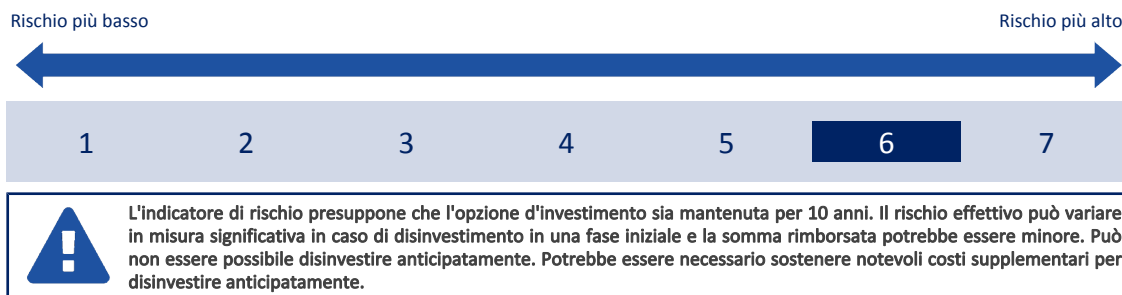 Rischio più basso Rischio più alto
1 2 3 4 5 6 7
L'indicatore di rischio presuppone che l'opzione d'investimento sia mantenuta per 10 anni. Il rischio effettivo può variare
in misura significativa in caso di disinvestimento in una fase iniziale e la somma rimborsata potrebbe essere minore. Può
non essere possibile disinvestire anticipatamente. Potrebbe essere necessario sostenere notevoli costi supplementari per
disinvestire anticipatamente.